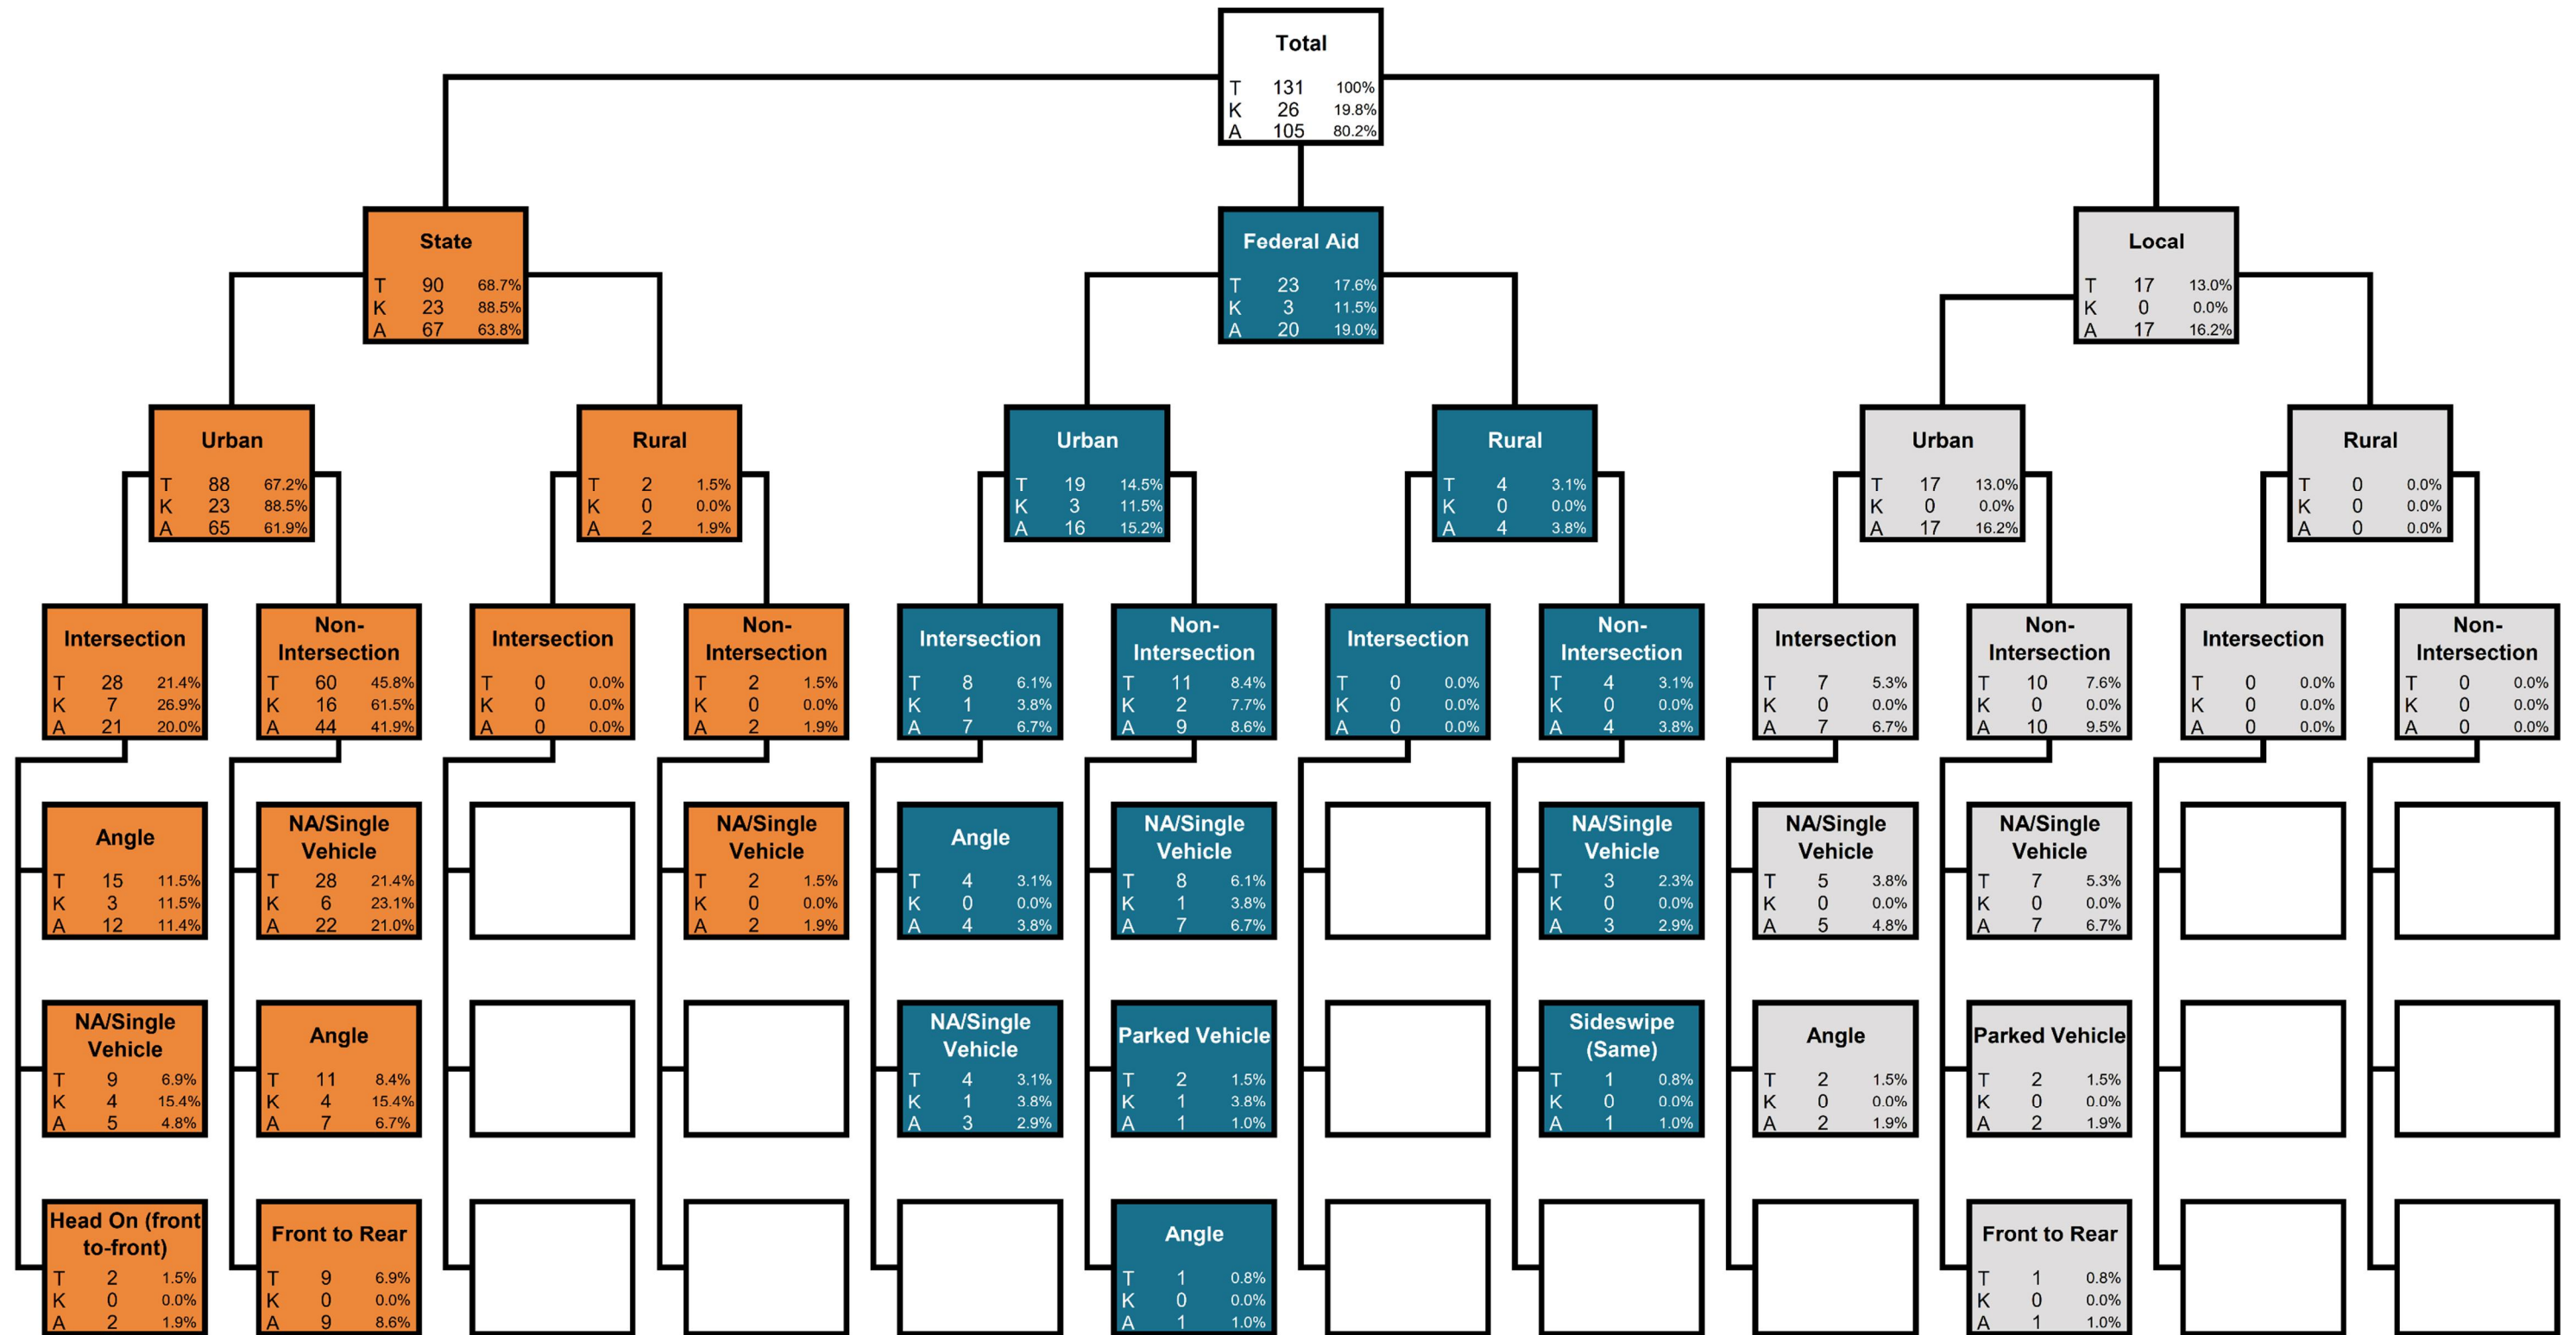 Total
T 131 100%
K 26 19.8%
A 105 80.2%
State
T 90 68.7%
K 23 88.5%
A 67 63.8%
Federal Aid
T 23 17.6%
K 3 11.5%
A 20 19.0%
Local
T 17 13.0%
K 0 0.0%
A 17 16.2%
Urban
T 88 67.2%
K 23 88.5%
A 65 61.9%
Rural
T 2 1.5%
K 0 0.0%
A 2 1.9%
Urban
T 19 14.5%
K 3 11.5%
A 16 15.2%
Rural
T 4 3.1%
K 0 0.0%
A 4 3.8%
Urban
T 17 13.0%
K 0 0.0%
A 17 16.2%
Rural
T 0 0.0%
K 0 0.0%
A 0 0.0%
Intersection
T 28 21.4%
K 7 26.9%
A 21 20.0%
Non-
Intersection
T 60 45.8%
K 16 61.5%
A 44 41.9%
Intersection
T 0 0.0%
K 0 0.0%
A 0 0.0%
Non-
Intersection
T 2 1.5%
K 0 0.0%
A 2 1.9%
Intersection
T 8 6.1%
K 1 3.8%
A 7 6.7%
Non-
Intersection
T 11 8.4%
K 2 7.7%
A 9 8.6%
Intersection
T 0 0.0%
K 0 0.0%
A 0 0.0%
Non-
Intersection
T 4 3.1%
K 0 0.0%
A 4 3.8%
Intersection
T 7 5.3%
K 0 0.0%
A 7 6.7%
Non-
Intersection
T 10 7.6%
K 0 0.0%
A 10 9.5%
Intersection
T 0 0.0%
K 0 0.0%
A 0 0.0%
Non-
Intersection
T 0 0.0%
K 0 0.0%
A 0 0.0%
Angle
T 15 11.5%
K 3 11.5%
A 12 11.4%
NA/Single
Vehicle
T 28 21.4%
K 6 23.1%
A 22 21.0%
NA/Single
Vehicle
T 2 1.5%
K 0 0.0%
A 2 1.9%
Angle
T 4 3.1%
K 0 0.0%
A 4 3.8%
NA/Single
Vehicle
T 8 6.1%
K 1 3.8%
A 7 6.7%
NA/Single
Vehicle
T 3 2.3%
K 0 0.0%
A 3 2.9%
NA/Single
Vehicle
T 5 3.8%
K 0 0.0%
A 5 4.8%
NA/Single
Vehicle
T 7 5.3%
K 0 0.0%
A 7 6.7%
NA/Single
Vehicle
T 9 6.9%
K 4 15.4%
A 5 4.8%
Angle
T 11 8.4%
K 4 15.4%
A 7 6.7%
NA/Single
Vehicle
T 4 3.1%
K 1 3.8%
A 3 2.9%
Parked Vehicle
T 2 1.5%
K 1 3.8%
A 1 1.0%
Sideswipe
(Same)
T 1 0.8%
K 0 0.0%
A 1 1.0%
Angle
T 2 1.5%
K 0 0.0%
A 2 1.9%
Parked Vehicle
T 2 1.5%
K 0 0.0%
A 2 1.9%
Head On (front
to-front)
T 2 1.5%
K 0 0.0%
A 2 1.9%
Front to Rear
T 9 6.9%
K 0 0.0%
A 9 8.6%
Angle
T 1 0.8%
K 0 0.0%
A 1 1.0%
Front to Rear
T 1 0.8%
K 0 0.0%
A 1 1.0%